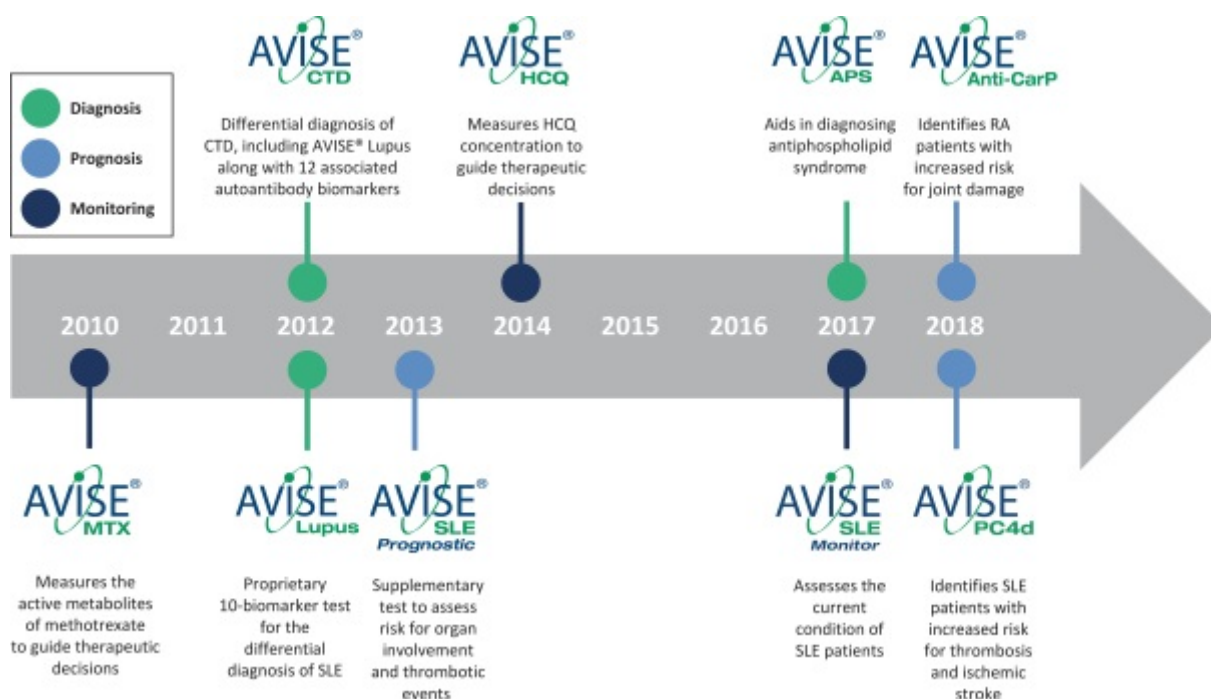 AVISE®
CTD
AVISE®
HCQ
AVISE®
APS
AVISE®
Anti-CarP
Diagnosis
Prognosis
Monitoring
Differential diagnosis of
CTD, including AVISE® Lupus
along with 12 associated
autoantibody biomarkers
Measures HCQ
concentration to
guide therapeutic
decisions
Aids in diagnosing
antiphospholipid
syndrome
Identifies RA
patients with
increased risk
for joint damage
2010 2011 2012 2013 2014 2015 2016 2017 2018
AVISE®
MTX
AVISE®
Lupus
AVISE®
SLE
Prognostic
AVISE®
SLE
Monitor
AVISE®
PC4d
Measures the
active metabolites
of methotrexate
to guide therapeutic
decisions
Proprietary
10-biomarker test
for the
differential
diagnosis of SLE
Supplementary
test to assess
risk for organ
involvement
and thrombotic
events
Assesses the
current
condition of
SLE patients
Identifies SLE
patients with
increased risk
for thrombosis
and ischemic
stroke